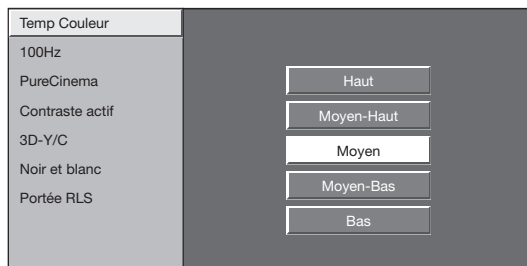 Temp Couleur
100Hz
PureCinema
Contraste actif
3D-Y/C
Noir et blanc
Portée RLS
Haut
Moyen-Haut
Moyen
Moyen-Bas
Bas